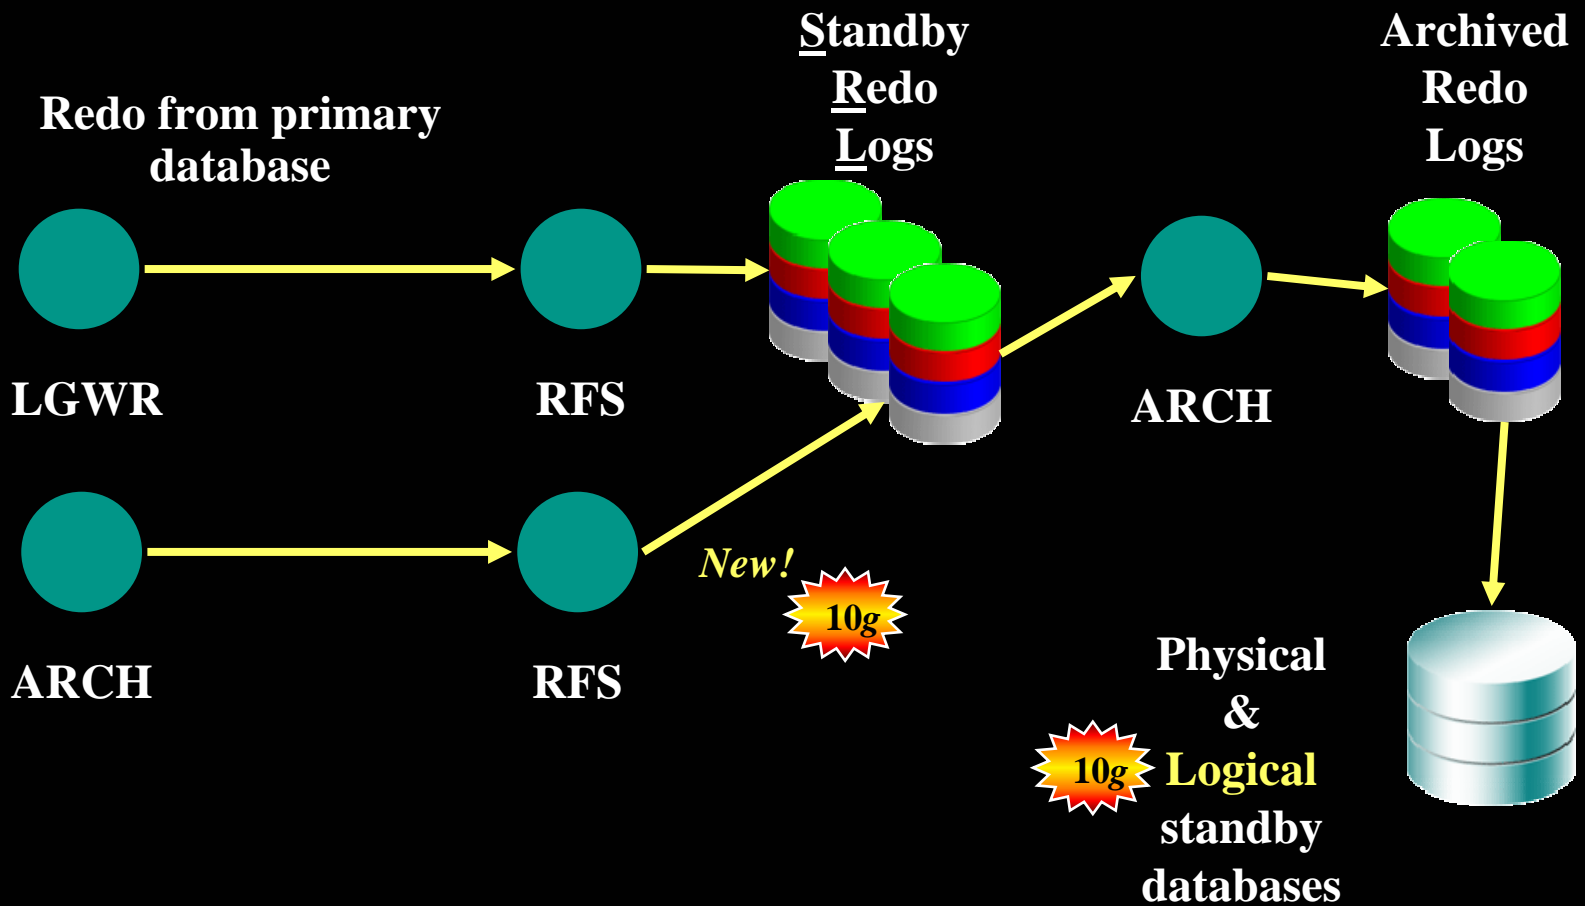 Standby
Redo
Logs
Archived
Redo
Logs
Redo from primary
database
LGWR
RFS
ARCH
ARCH
RFS
New!
10g
Physical
&
10g
Logical
standby
databases